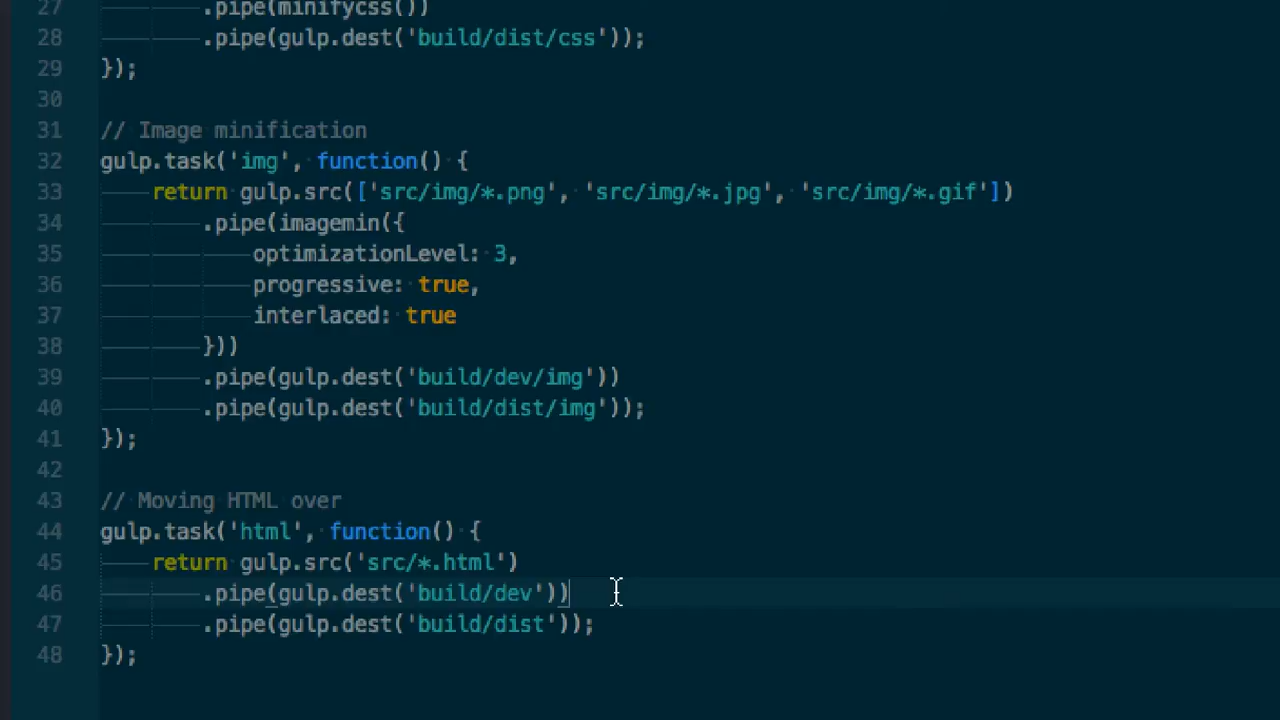 27 .pipe(minifycss())
28 .pipe(gulp.dest('build/dist/css'));
29 });
30
31 // Image minification
32 gulp.task('img', function() {
33 return gulp.src(['src/img/*.png', 'src/img/*.jpg', 'src/img/*.gif'])
34 .pipe(imagemin({
35 optimizationLevel: 3,
36 progressive: true,
37 interlaced: true
38 }))
39 .pipe(gulp.dest('build/dev/img'))
40 .pipe(gulp.dest('build/dist/img'));
41 });
42
43 // Moving HTML over
44 gulp.task('html', function() {
45 return gulp.src('src/*.html')
46 .pipe(gulp.dest('build/dev'))
47 .pipe(gulp.dest('build/dist'));
48 });